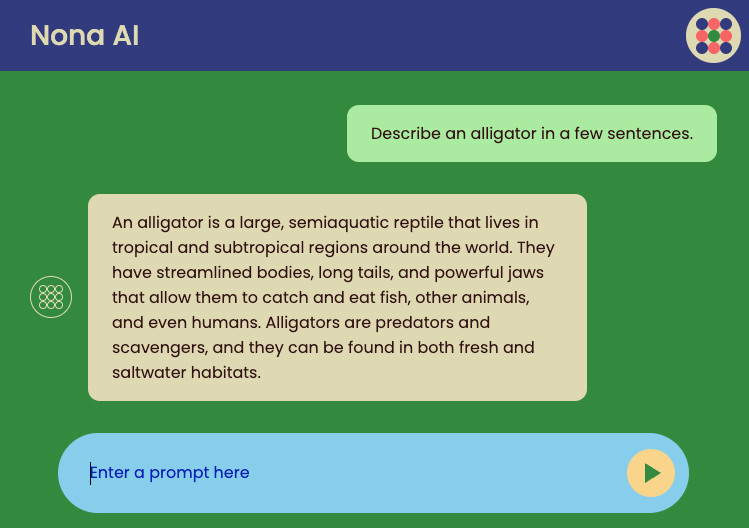 Nona AI
Describe an alligator in a few sentences.
An alligator is a large, semiaquatic reptile that lives in
tropical and subtropical regions around the world. They
have streamlined bodies, long tails, and powerful jaws
that allow them to catch and eat fish, other animals,
and even humans. Alligators are predators and
scavengers, and they can be found in both fresh and
saltwater habitats.
Enter a prompt here